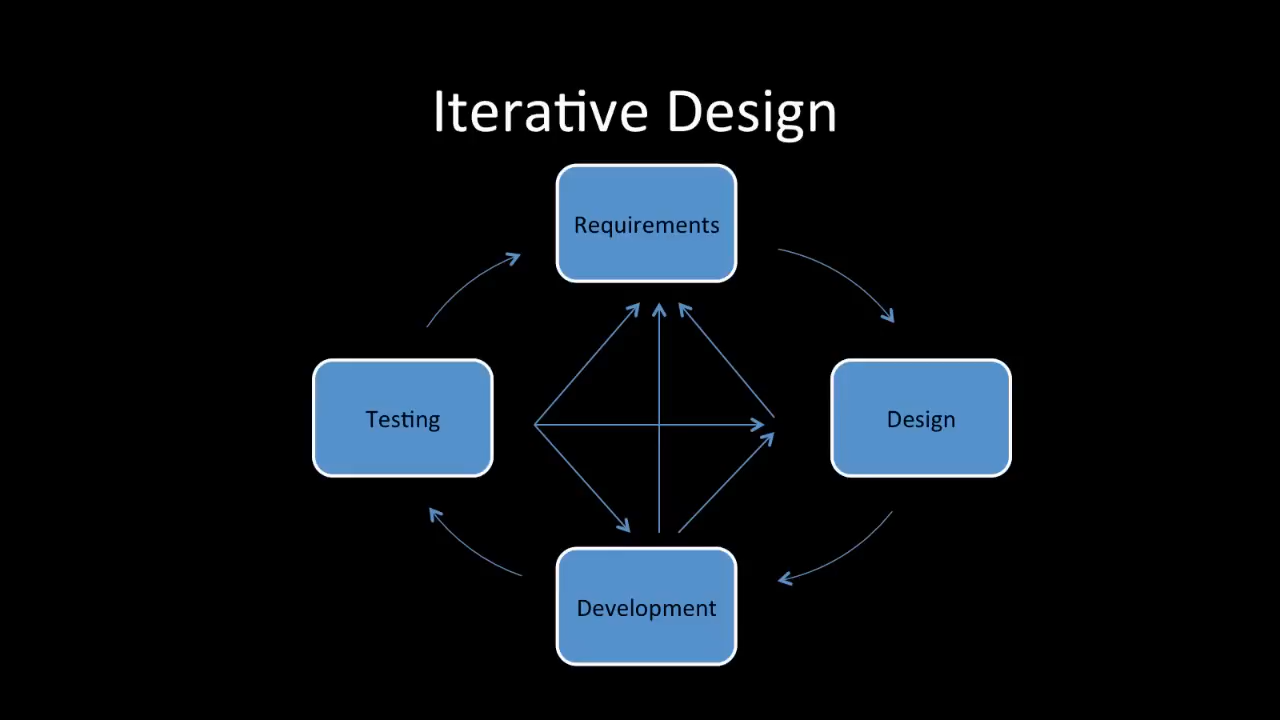 Iterative Design
Requirements
Testing
Design
Development